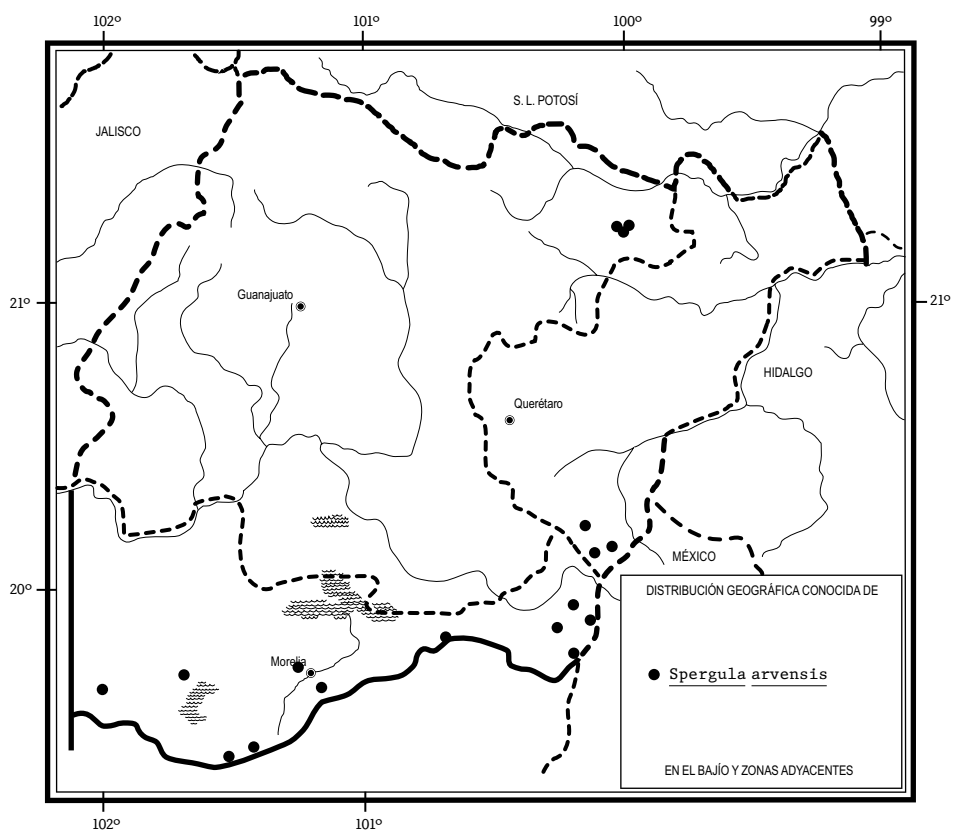 102º 101º 100º 99º
S. L. POTOSÍ
JALISCO
Guanajuato
21º 21º
HIDALGO
Querétaro
MÉXICO
20º
DISTRIBUCIÓN GEOGRÁFICA CONOCIDA DE
Morelia
Spergula arvensis
EN EL BAJÍO Y ZONAS ADYACENTES
102º 101º